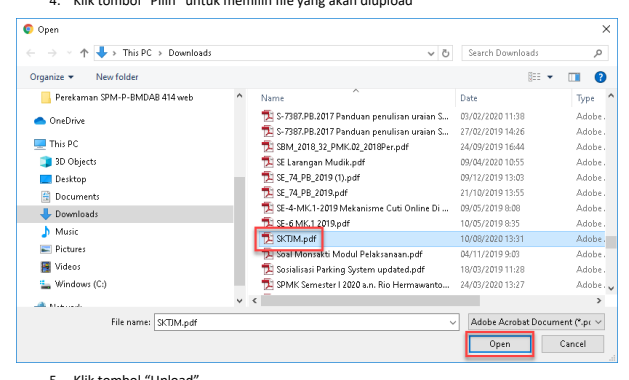 4. Klik tombol "Pilih" untuk memilih file yang akan diupload
Open
This PC > Downloads
Search Downloads
Organize
New folder
Perekaman SPM-P-BMDAB 414 web
OneDrive
This PC
3D Objects
Desktop
Documents
Downloads
Music
Pictures
Videos
Windows (C:)
Network
Name Date Type
S-7387.PB.2017 Panduan penulisan uraian S... 03/02/2020 11:38 Adobe
S-7387.PB.2017 Panduan penulisan uraian S... 27/02/2019 14:26 Adobe
SBM_2018_32_PMK.02_2018Per.pdf 24/09/2019 16:44 Adobe
SE Larangan Mudik.pdf 09/04/2020 10:55 Adobe
SE_74_PB_2019 (1).pdf 09/12/2019 13:03 Adobe
SE_74_PB_2019.pdf 21/10/2019 13:55 Adobe
SE-4-MK.1-2019 Mekanisme Cuti Online Di ... 09/05/2019 8:08 Adobe
SE-6 MK.1 2019.pdf 10/05/2019 8:35 Adobe
SKTJM.pdf 10/08/2020 13:31 Adobe
Soal Monsakti Modul Pelaksanaan.pdf 04/11/2019 9:03 Adobe
Sosialisasi Parking System updated.pdf 18/03/2019 11:28 Adobe
SPMK Semester I 2020 a.n. Rio Hermawanto... 24/03/2020 13:27 Adobe
File name: SKTJM.pdf
Adobe Acrobat Document (*.p
Open
Cancel
5. Klik tombol "Upload"